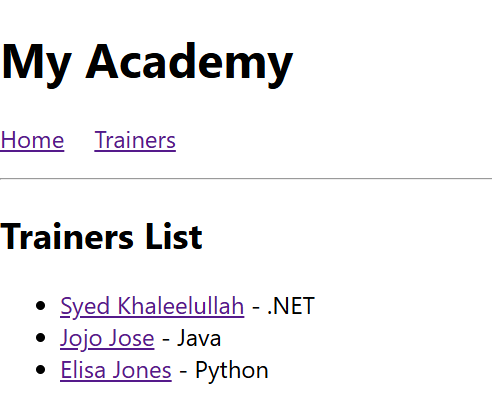 My Academy
Home Trainers
Trainers List
Syed Khaleelullah - .NET
Jojo Jose - Java
Elisa Jones - Python